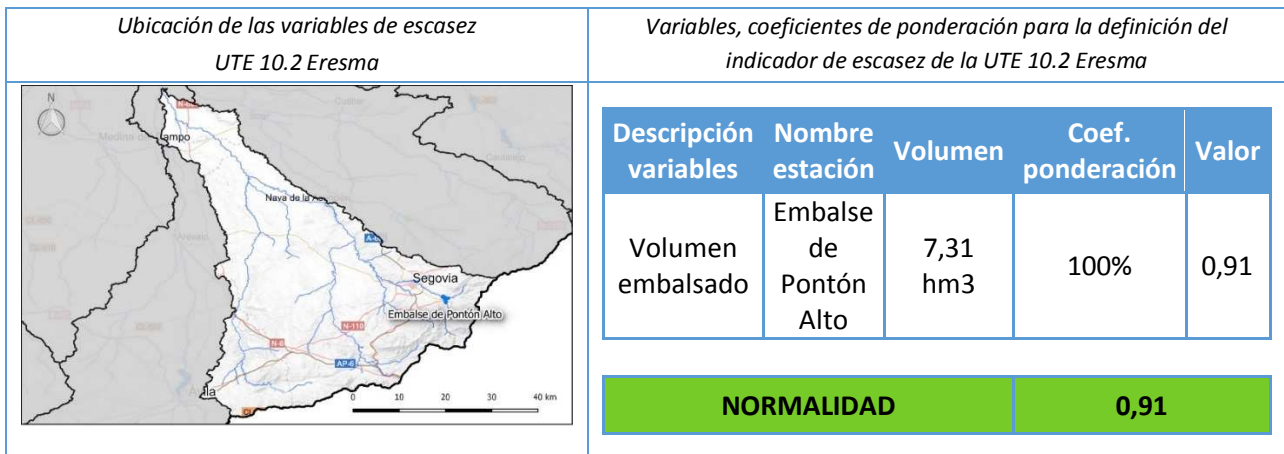 Ubicación de las variables de escasez
UTE 10.2 Eresma
Variables, coeficientes de ponderación para la definición del
indicador de escasez de la UTE 10.2 Eresma
N
Medina d
ampo
Nava de la A
A-6
Segovia
Embalse de Pontón Alto
N-110
N-6
AP-6
0 10 20 30 40 km
Descripción variables
Nombre estación
Volumen
Coef. ponderación
Valor
Volumen embalsado
Embalse de Pontón Alto
7,31 hm3
100%
0,91
NORMALIDAD
0,91